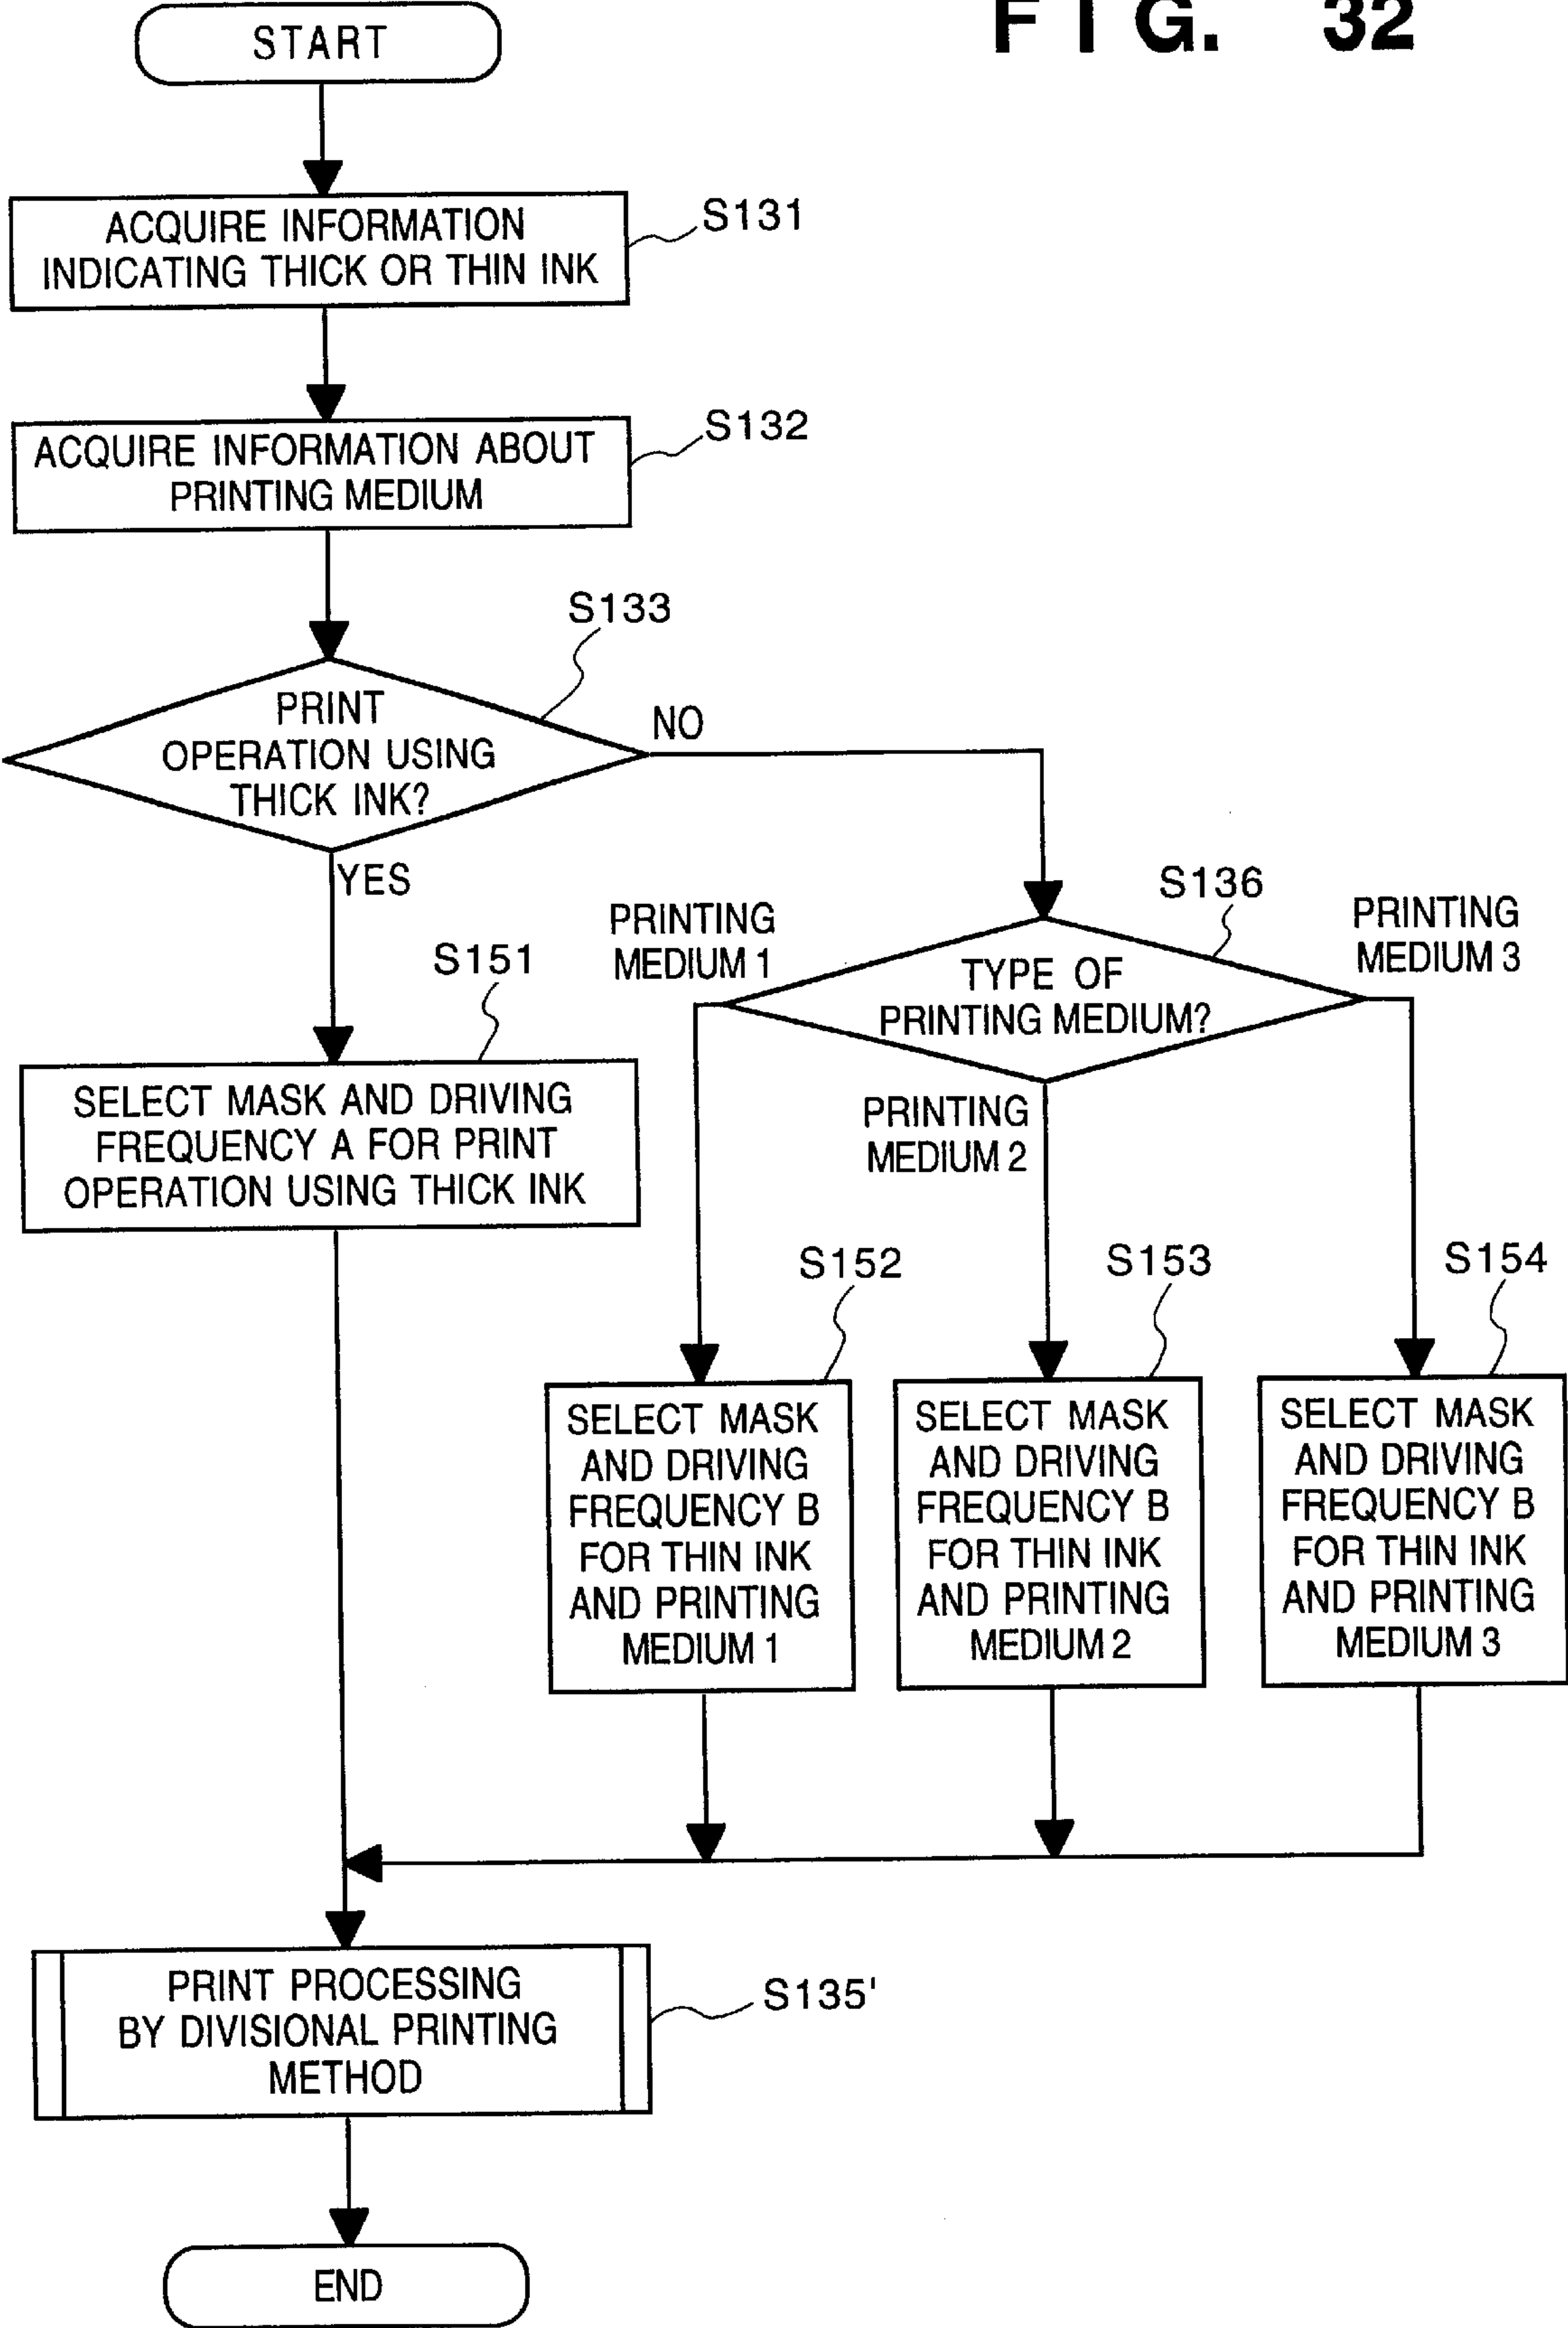 FIG. 32
START
ACQUIRE INFORMATION
INDICATING THICK OR THIN INK
S131
ACQUIRE INFORMATION ABOUT
PRINTING MEDIUM
S132
S133
PRINT
OPERATION USING
THICK INK?
NO
YES
S136
PRINTING
MEDIUM 1
TYPE OF
PRINTING MEDIUM?
PRINTING
MEDIUM 3
PRINTING
MEDIUM 2
S151
SELECT MASK AND DRIVING
FREQUENCY A FOR PRINT
OPERATION USING THICK INK
S152
SELECT MASK
AND DRIVING
FREQUENCY B
FOR THIN INK
AND PRINTING
MEDIUM 1
S153
SELECT MASK
AND DRIVING
FREQUENCY B
FOR THIN INK
AND PRINTING
MEDIUM 2
S154
SELECT MASK
AND DRIVING
FREQUENCY B
FOR THIN INK
AND PRINTING
MEDIUM 3
PRINT PROCESSING
BY DIVISIONAL PRINTING
METHOD
S135'
END